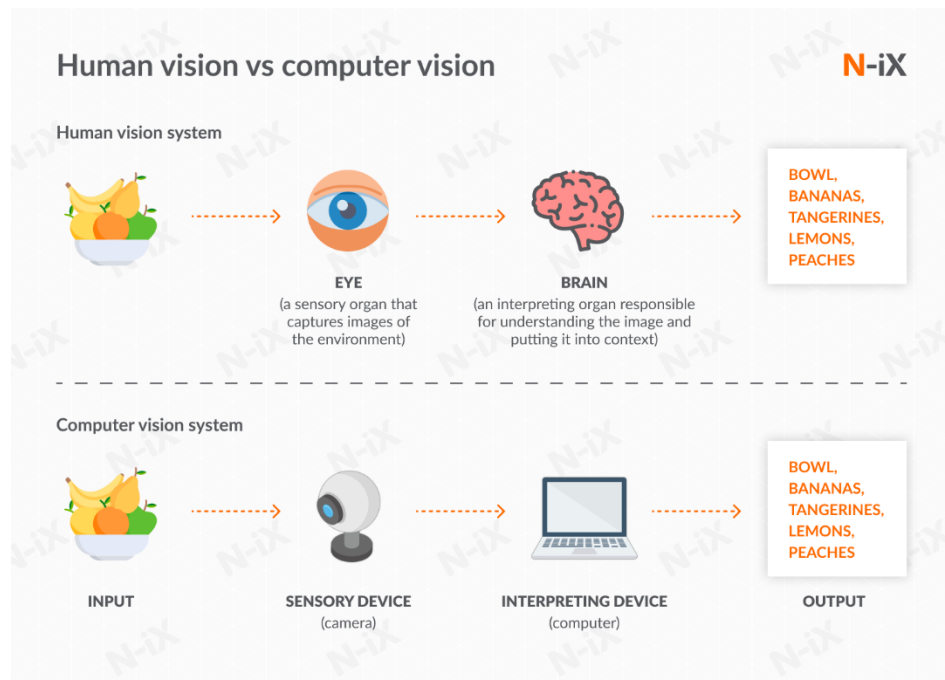 Human vision vs computer vision
N-iX
Human vision system
BOWL,
BANANAS,
TANGERINES,
LEMONS,
PEACHES
EYE
(a sensory organ that
captures images of
the environment)
BRAIN
(an interpreting organ responsible
for understanding the image and
putting it into context)
Computer vision system
BOWL,
BANANAS,
TANGERINES,
LEMONS,
PEACHES
INPUT
SENSORY DEVICE
(camera)
INTERPRETING DEVICE
(computer)
OUTPUT